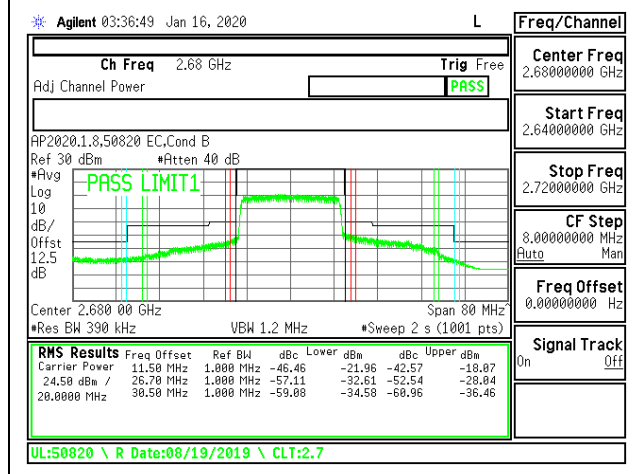 Agilent 03:36:49 Jan 16, 2020 L
Freq/Channel
Ch Freq 2.68 GHz Trig Free
Adj Channel Power PASS
Center Freq
2.68000000 GHz
Start Freq
2.64000000 GHz
AP2020.1.8,50820 EC,Cond B
Ref 30 dBm #Atten 40 dB
#Avg
Log
10
dB/
Offst
12.5
dB
PASS LIMIT1
Stop Freq
2.72000000 GHz
CF Step
8.00000000 MHz
Auto Man
Freq Offset
0.00000000 Hz
Center 2.680 00 GHz Span 80 MHz^
#Res BW 390 kHz VBW 1.2 MHz #Sweep 2 s (1001 pts)
Signal Track
On Off
RMS Results Freq Offset Ref BW dBc Lower dBm dBc Upper dBm
Carrier Power 11.50 MHz 1.000 MHz -46.46 -21.96 -42.57 -18.07
24.50 dBm / 26.70 MHz 1.000 MHz -57.11 -32.61 -52.54 -28.04
20.0000 MHz 30.50 MHz 1.000 MHz -59.08 -34.58 -60.96 -36.46
UL:50820 \ R Date:08/19/2019 \ CLT:2.7